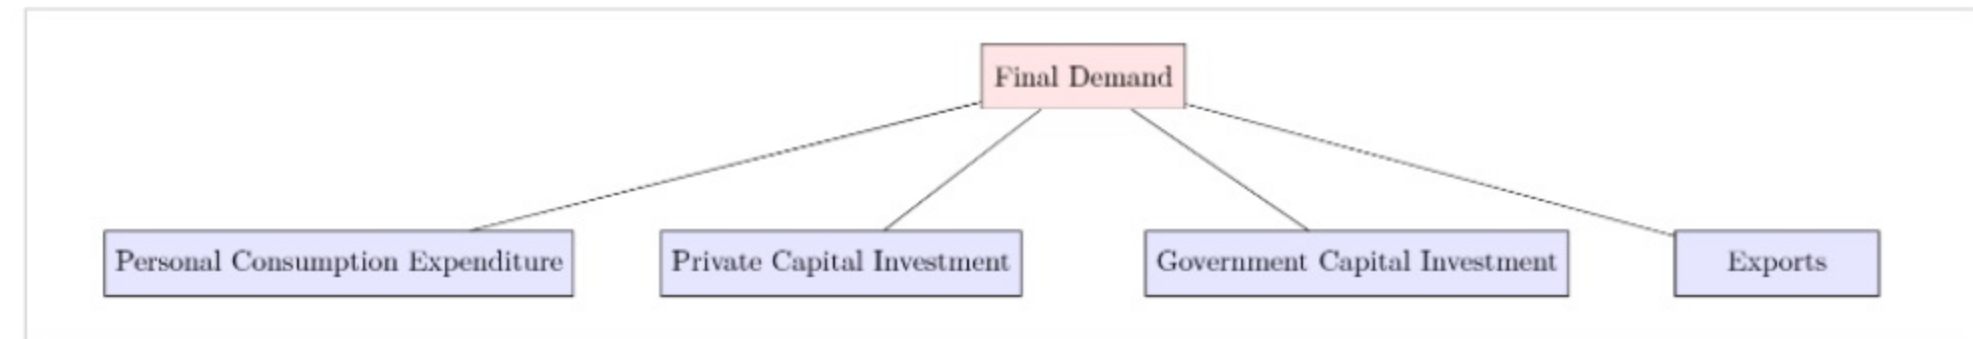 Final Demand
Personal Consumption Expenditure
Private Capital Investment
Government Capital Investment
Exports